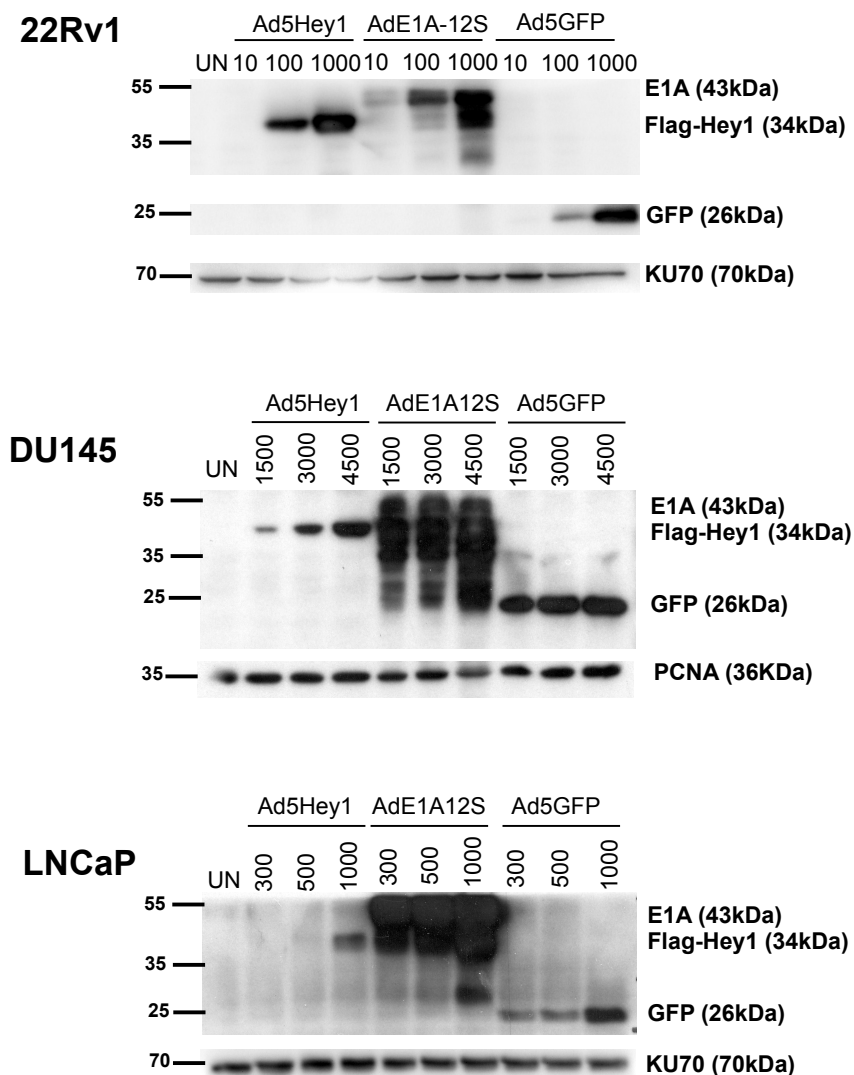 22Rv1
Ad5Hey1 AdE1A-12S Ad5GFP
UN 10 100 1000 10 100 1000 10 100 1000
55 E1A (43kDa)
Flag-Hey1 (34kDa)
35
25 GFP (26kDa)
70 KU70 (70kDa)
Ad5Hey1 AdE1A12S Ad5GFP
DU145
UN 1500 3000 4500 1500 3000 4500 1500 3000 4500
55 E1A (43kDa)
Flag-Hey1 (34kDa)
35
25 GFP (26kDa)
35 PCNA (36KDa)
Ad5Hey1 AdE1A12S Ad5GFP
LNCaP
UN 300 500 1000 300 500 1000 300 500 1000
55 E1A (43kDa)
Flag-Hey1 (34kDa)
35
25 GFP (26kDa)
70 KU70 (70kDa)